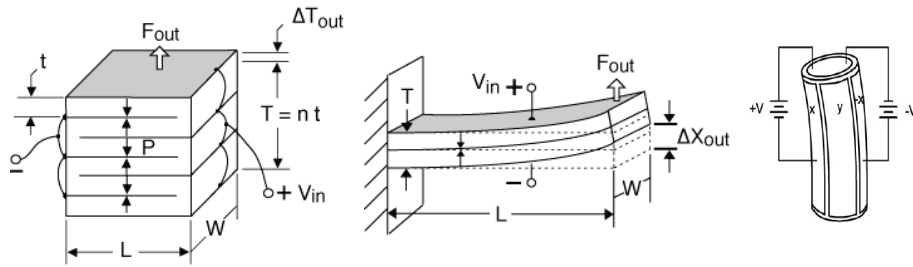 ΔTout
Fout
t
T = n t
P
–
+ Vin
W
L
Vin +
Fout
T
ΔXout
–
W
L
+V
x
y
-x
-V